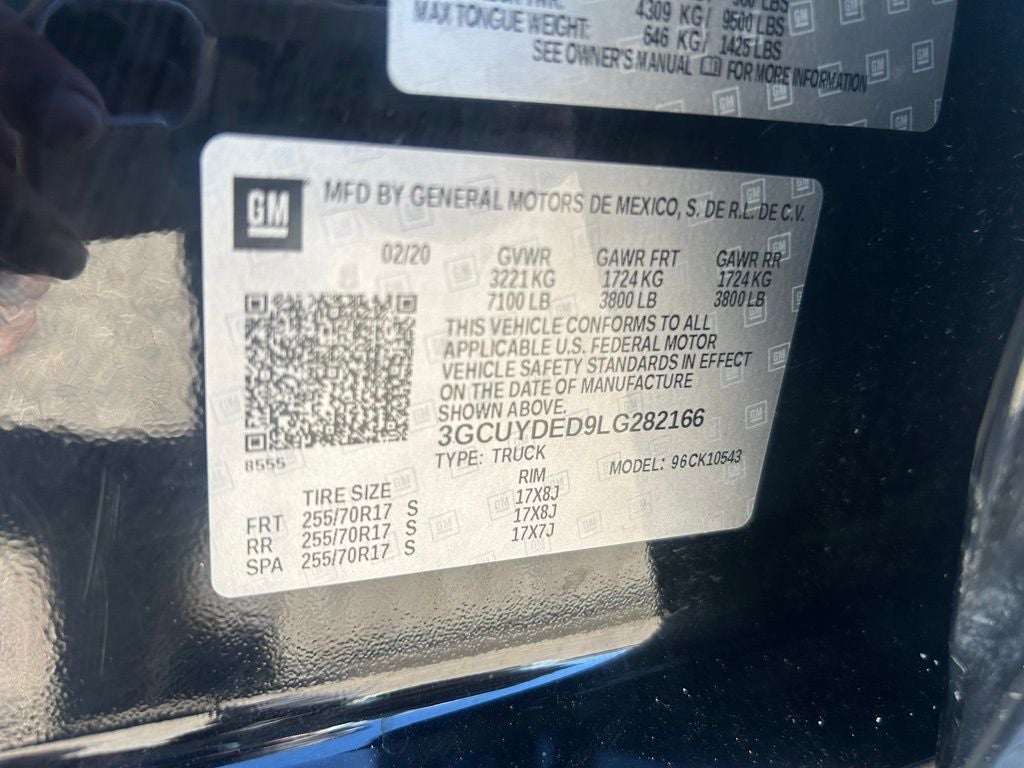 4309 KG/ 9500 LBS
MAX TONGUE WEIGHT: 646 KG/ 1425 LBS
SEE OWNER'S MANUAL FOR MORE INFORMATION
GM MFD BY GENERAL MOTORS DE MEXICO, S. DE R.L. DE C.V.
02/20 GVWR GAWR FRT GAWR RR
3221 KG 1724 KG 1724 KG
7100 LB 3800 LB 3800 LB
THIS VEHICLE CONFORMS TO ALL
APPLICABLE U.S. FEDERAL MOTOR
VEHICLE SAFETY STANDARDS IN EFFECT
ON THE DATE OF MANUFACTURE
SHOWN ABOVE.
3GCUYDED9LG282166
8555 TYPE: TRUCK MODEL: 96CK10543
TIRE SIZE RIM
FRT 255/70R17 S 17X8J
RR 255/70R17 S 17X8J
SPA 255/70R17 S 17X7J